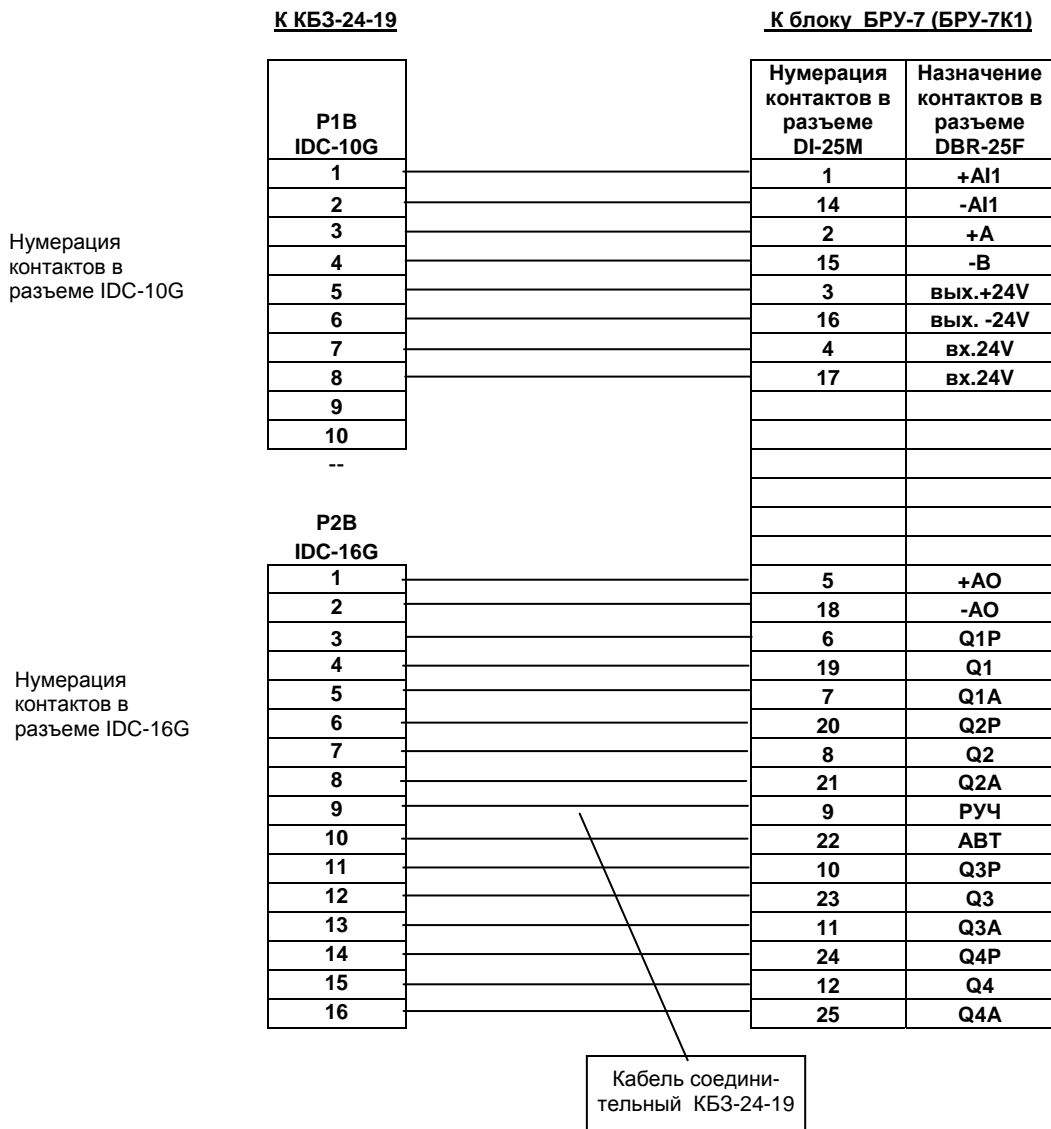 К КБЗ-24-19
К блоку БРУ-7 (БРУ-7К1)
P1B
IDC-10G
Нумерация
контактов в
разъеме
DI-25M
Назначение
контактов в
разъеме
DBR-25F
Нумерация
контактов в
разъеме IDC-10G
1 1 +AI1
2 14 -AI1
3 2 +A
4 15 -B
5 3 вых.+24V
6 16 вых. -24V
7 4 вх.24V
8 17 вх.24V
9
10
--
P2B
IDC-16G
Нумерация
контактов в
разъеме IDC-16G
1 5 +AO
2 18 -AO
3 6 Q1P
4 19 Q1
5 7 Q1A
6 20 Q2P
7 8 Q2
8 21 Q2A
9 9 РУЧ
10 22 АВТ
11 10 Q3P
12 23 Q3
13 11 Q3A
14 24 Q4P
15 12 Q4
16 25 Q4A
Кабель соедини-
тельный КБЗ-24-19